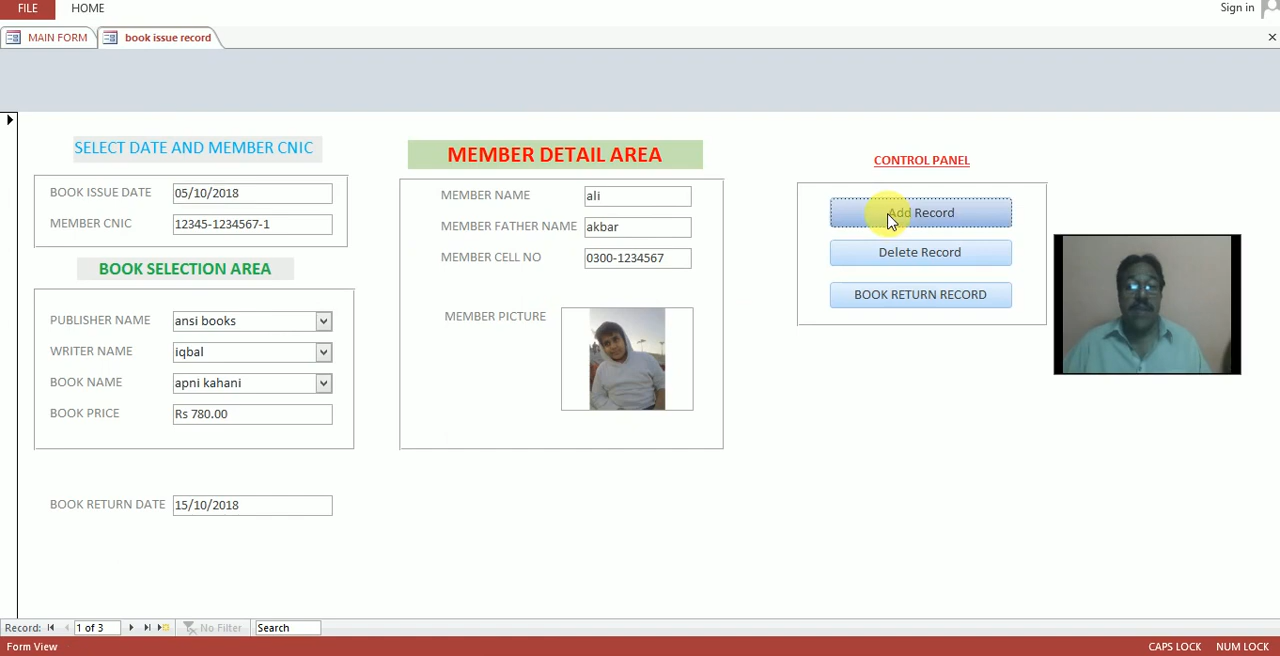 FILE HOME Sign in
MAIN FORM book issue record
SELECT DATE AND MEMBER CNIC
BOOK ISSUE DATE 05/10/2018
MEMBER CNIC 12345-1234567-1
BOOK SELECTION AREA
PUBLISHER NAME ansi books
WRITER NAME iqbal
BOOK NAME apni kahani
BOOK PRICE Rs 780.00
BOOK RETURN DATE 15/10/2018
MEMBER DETAIL AREA
MEMBER NAME ali
MEMBER FATHER NAME akbar
MEMBER CELL NO 0300-1234567
MEMBER PICTURE
CONTROL PANEL
Add Record
Delete Record
BOOK RETURN RECORD
Record: 1 of 3 No Filter Search
Form View CAPS LOCK NUM LOCK